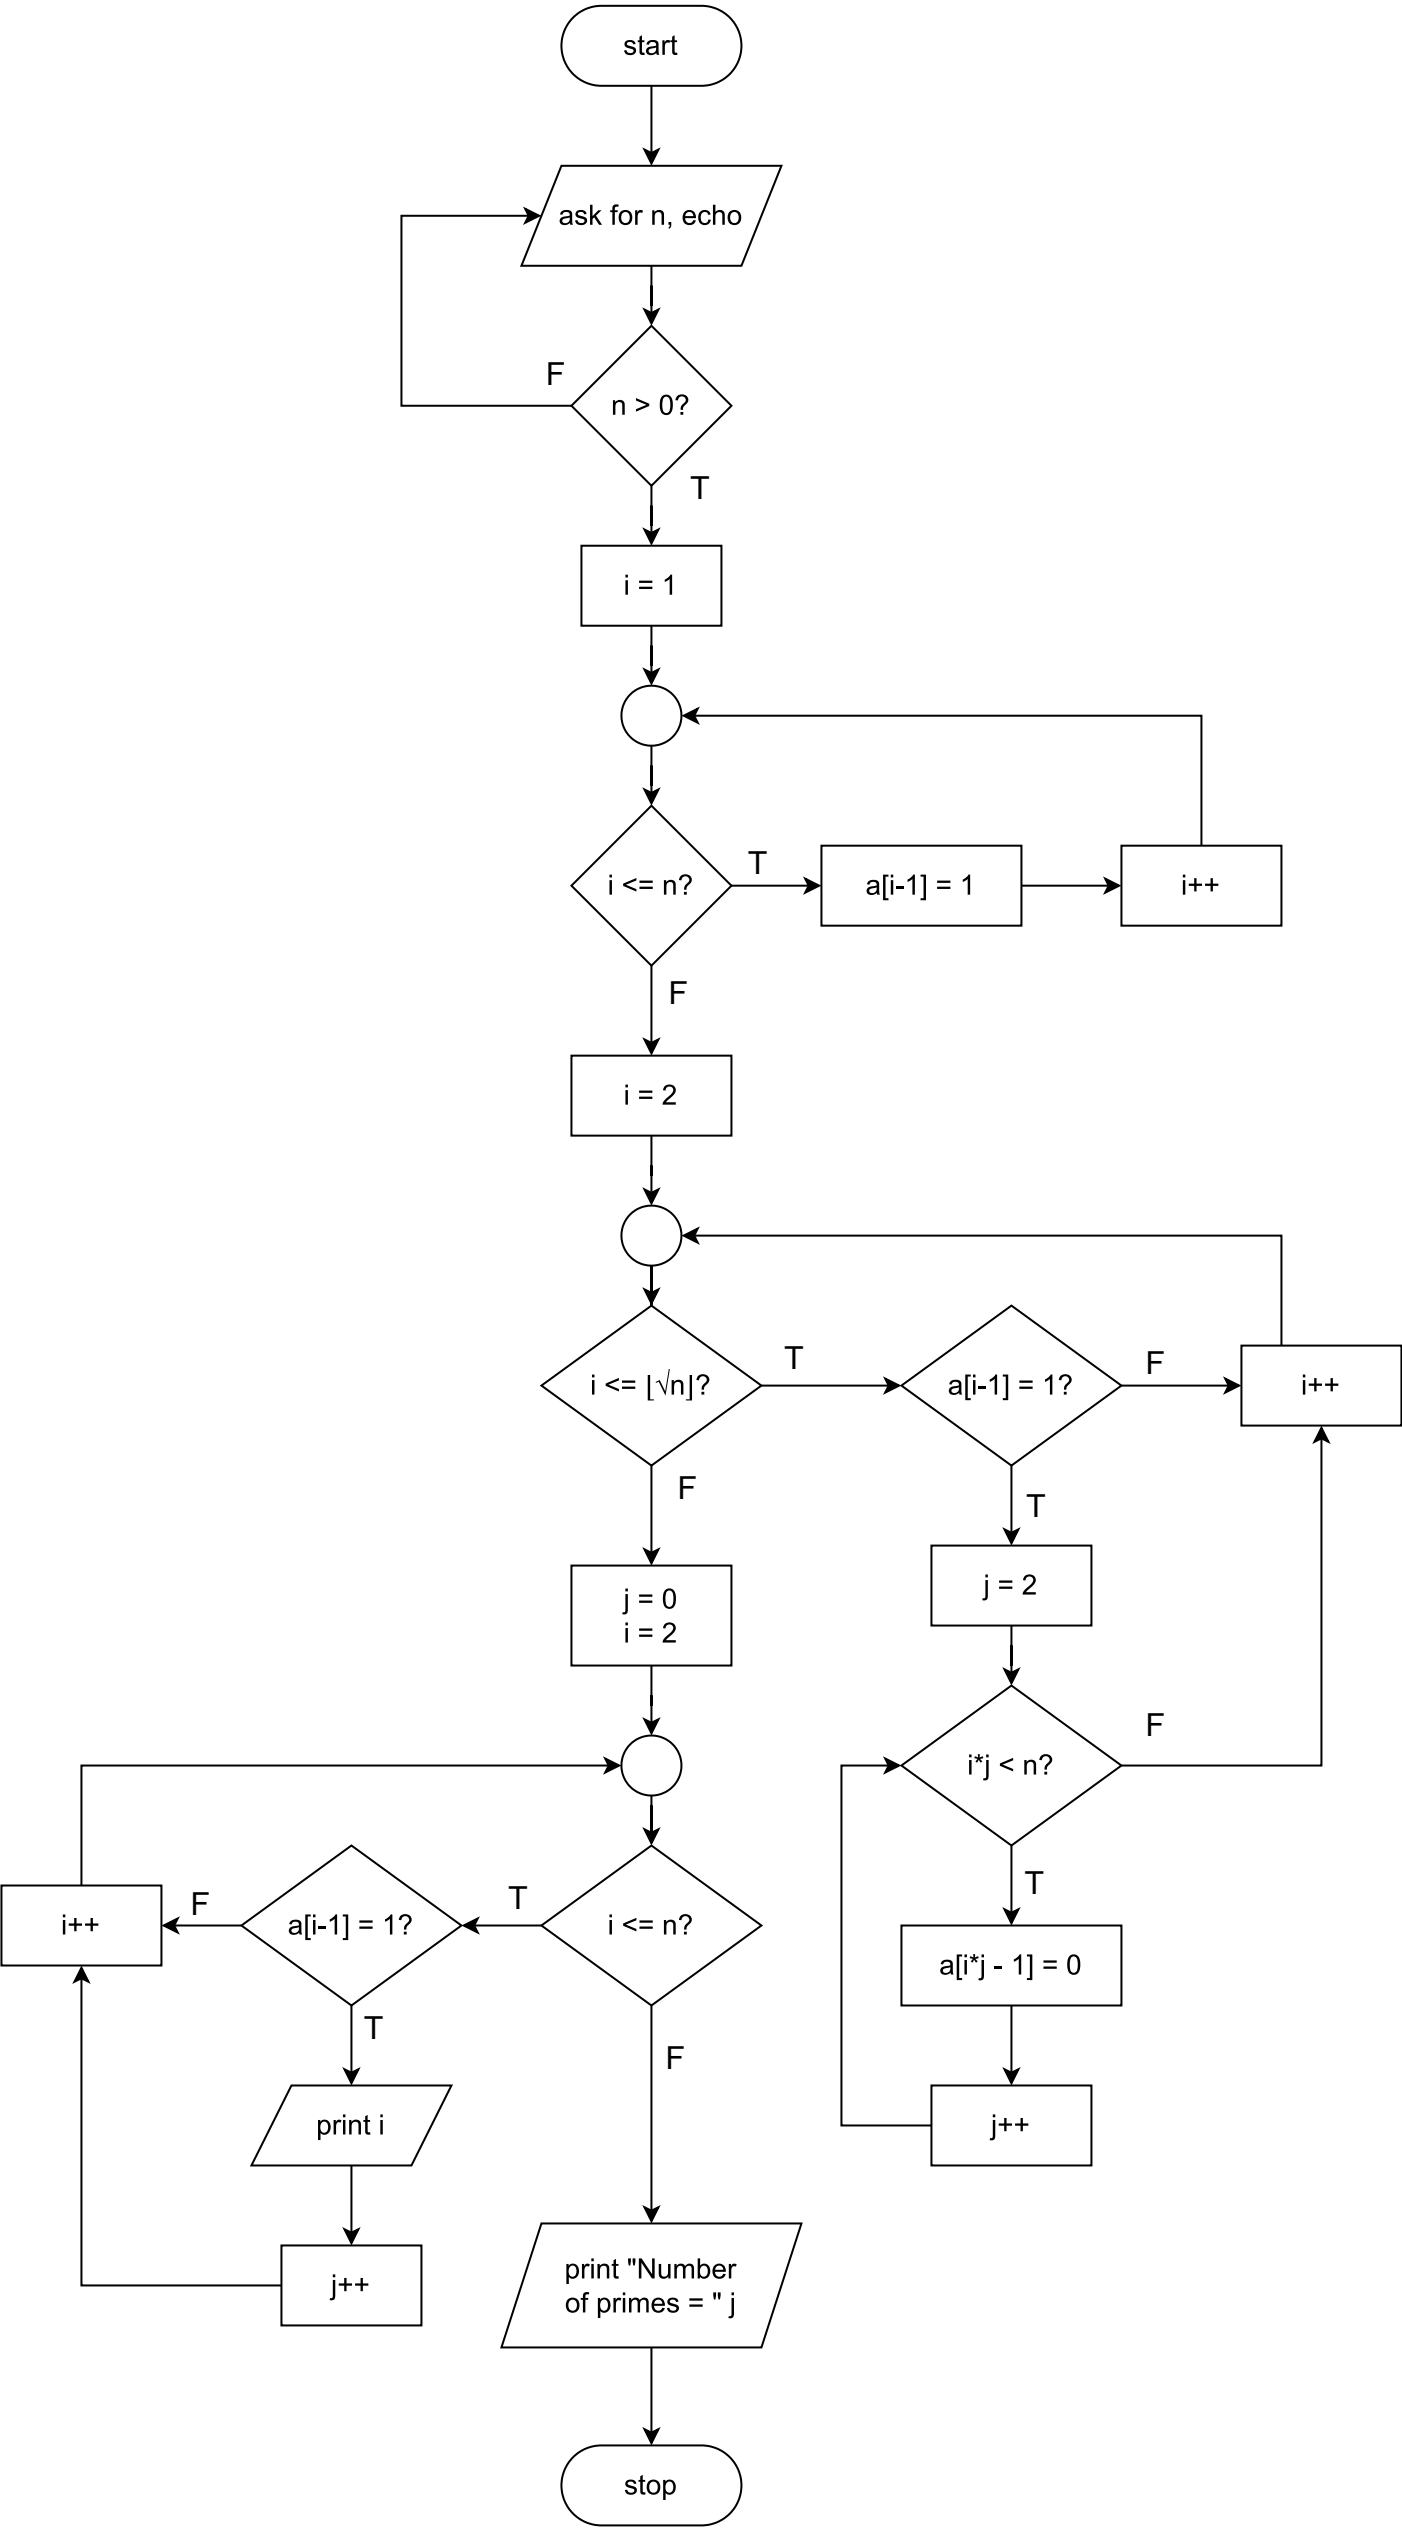 start
ask for n, echo
F
n > 0?
T
i = 1
i <= n?
T
a[i-1] = 1
i++
F
i = 2
i <= ⌊√n⌋?
T
a[i-1] = 1?
F
i++
F
T
j = 0
i = 2
j = 2
i*j < n?
F
T
a[i*j - 1] = 0
j++
i <= n?
T
a[i-1] = 1?
F
i++
T
print i
j++
F
print "Number
of primes = " j
stop